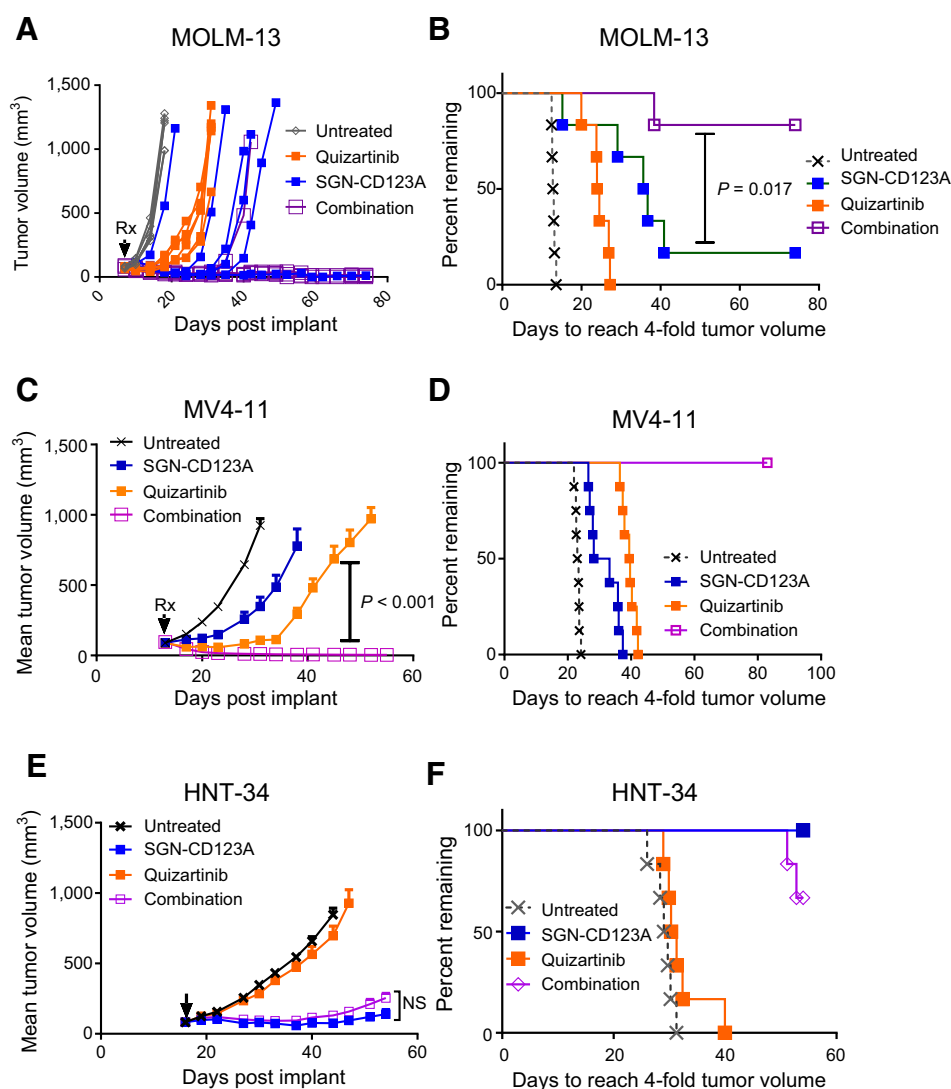 A
MOLM-13
Tumor volume (mm³)
1,500
1,000
500
0
Rx
Untreated
Quizartinib
SGN-CD123A
Combination
0
20
40
60
80
Days post implant
B
MOLM-13
Percent remaining
100
50
0
Untreated
SGN-CD123A
Quizartinib
Combination
P = 0.017
0
20
40
60
80
Days to reach 4-fold tumor volume
C
MV4-11
Mean tumor volume (mm³)
1,500
1,000
500
0
Untreated
SGN-CD123A
Quizartinib
Combination
Rx
P < 0.001
0
20
40
60
Days post implant
D
MV4-11
Percent remaining
100
50
0
Untreated
SGN-CD123A
Quizartinib
Combination
0
20
40
60
80
100
Days to reach 4-fold tumor volume
E
HNT-34
Mean tumor volume (mm³)
1,500
1,000
500
0
Untreated
SGN-CD123A
Quizartinib
Combination
NS
0
20
40
60
Days post implant
F
HNT-34
Percent remaining
100
50
0
Untreated
SGN-CD123A
Quizartinib
Combination
0
20
40
60
Days to reach 4-fold tumor volume